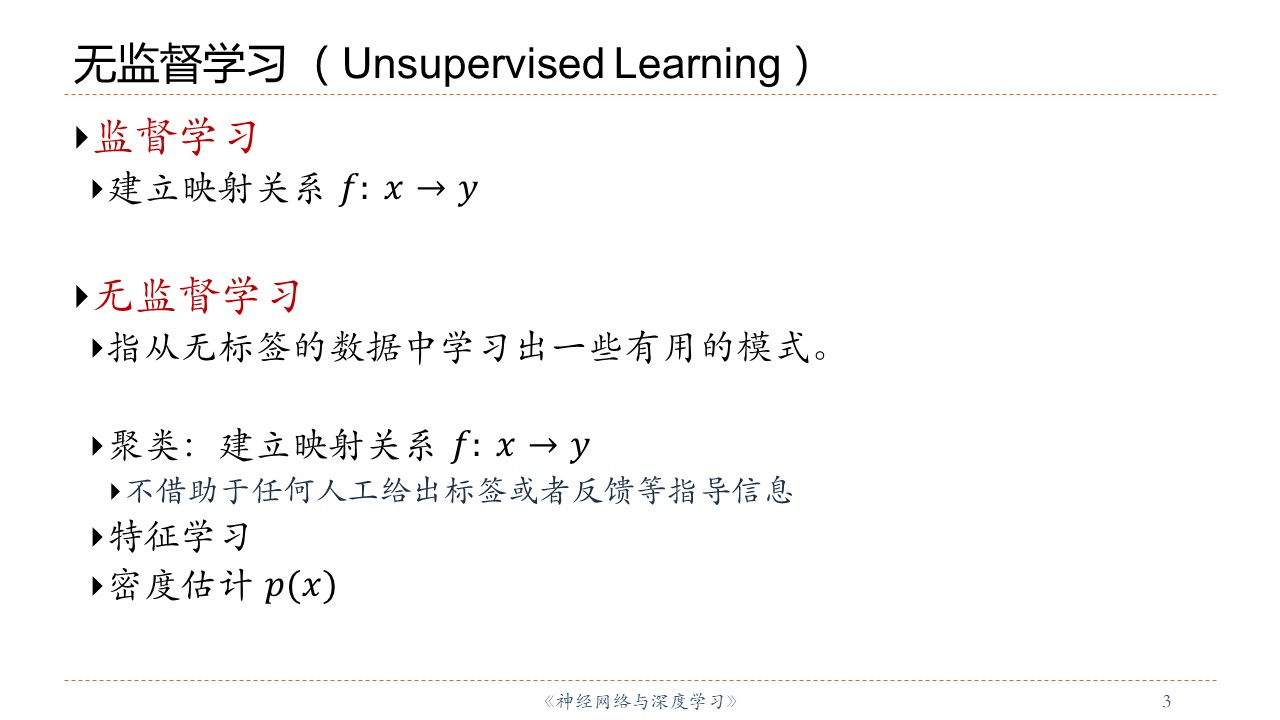 无监督学习（Unsupervised Learning）
监督学习
建立映射关系 𝑓: 𝑥 → 𝑦
无监督学习
指从无标签的数据中学习出一些有用的模式。
聚类：建立映射关系 𝑓: 𝑥 → 𝑦
不借助于任何人工给出标签或者反馈等指导信息
特征学习
密度估计 𝑝(𝑥)
《神经网络与深度学习》
3